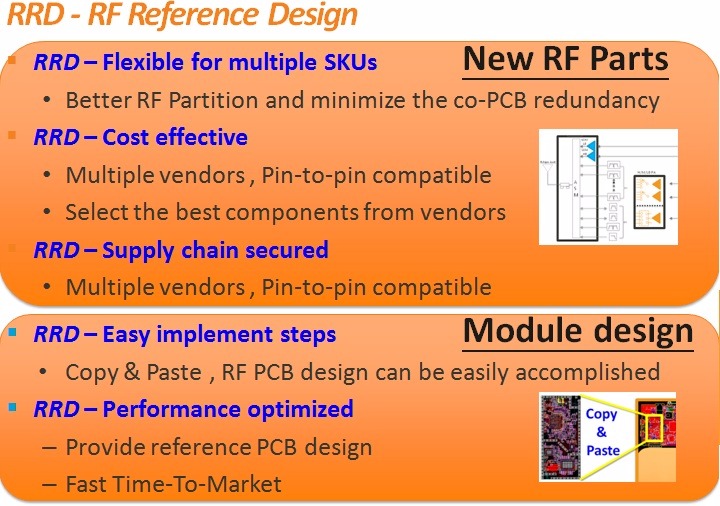 RRD - RF Reference Design
RRD – Flexible for multiple SKUs
New RF Parts
• Better RF Partition and minimize the co-PCB redundancy
RRD – Cost effective
• Multiple vendors , Pin-to-pin compatible
• Select the best components from vendors
RRD – Supply chain secured
• Multiple vendors , Pin-to-pin compatible
RRD – Easy implement steps
Module design
• Copy & Paste , RF PCB design can be easily accomplished
RRD – Performance optimized
– Provide reference PCB design
– Fast Time-To-Market
Copy
&
Paste